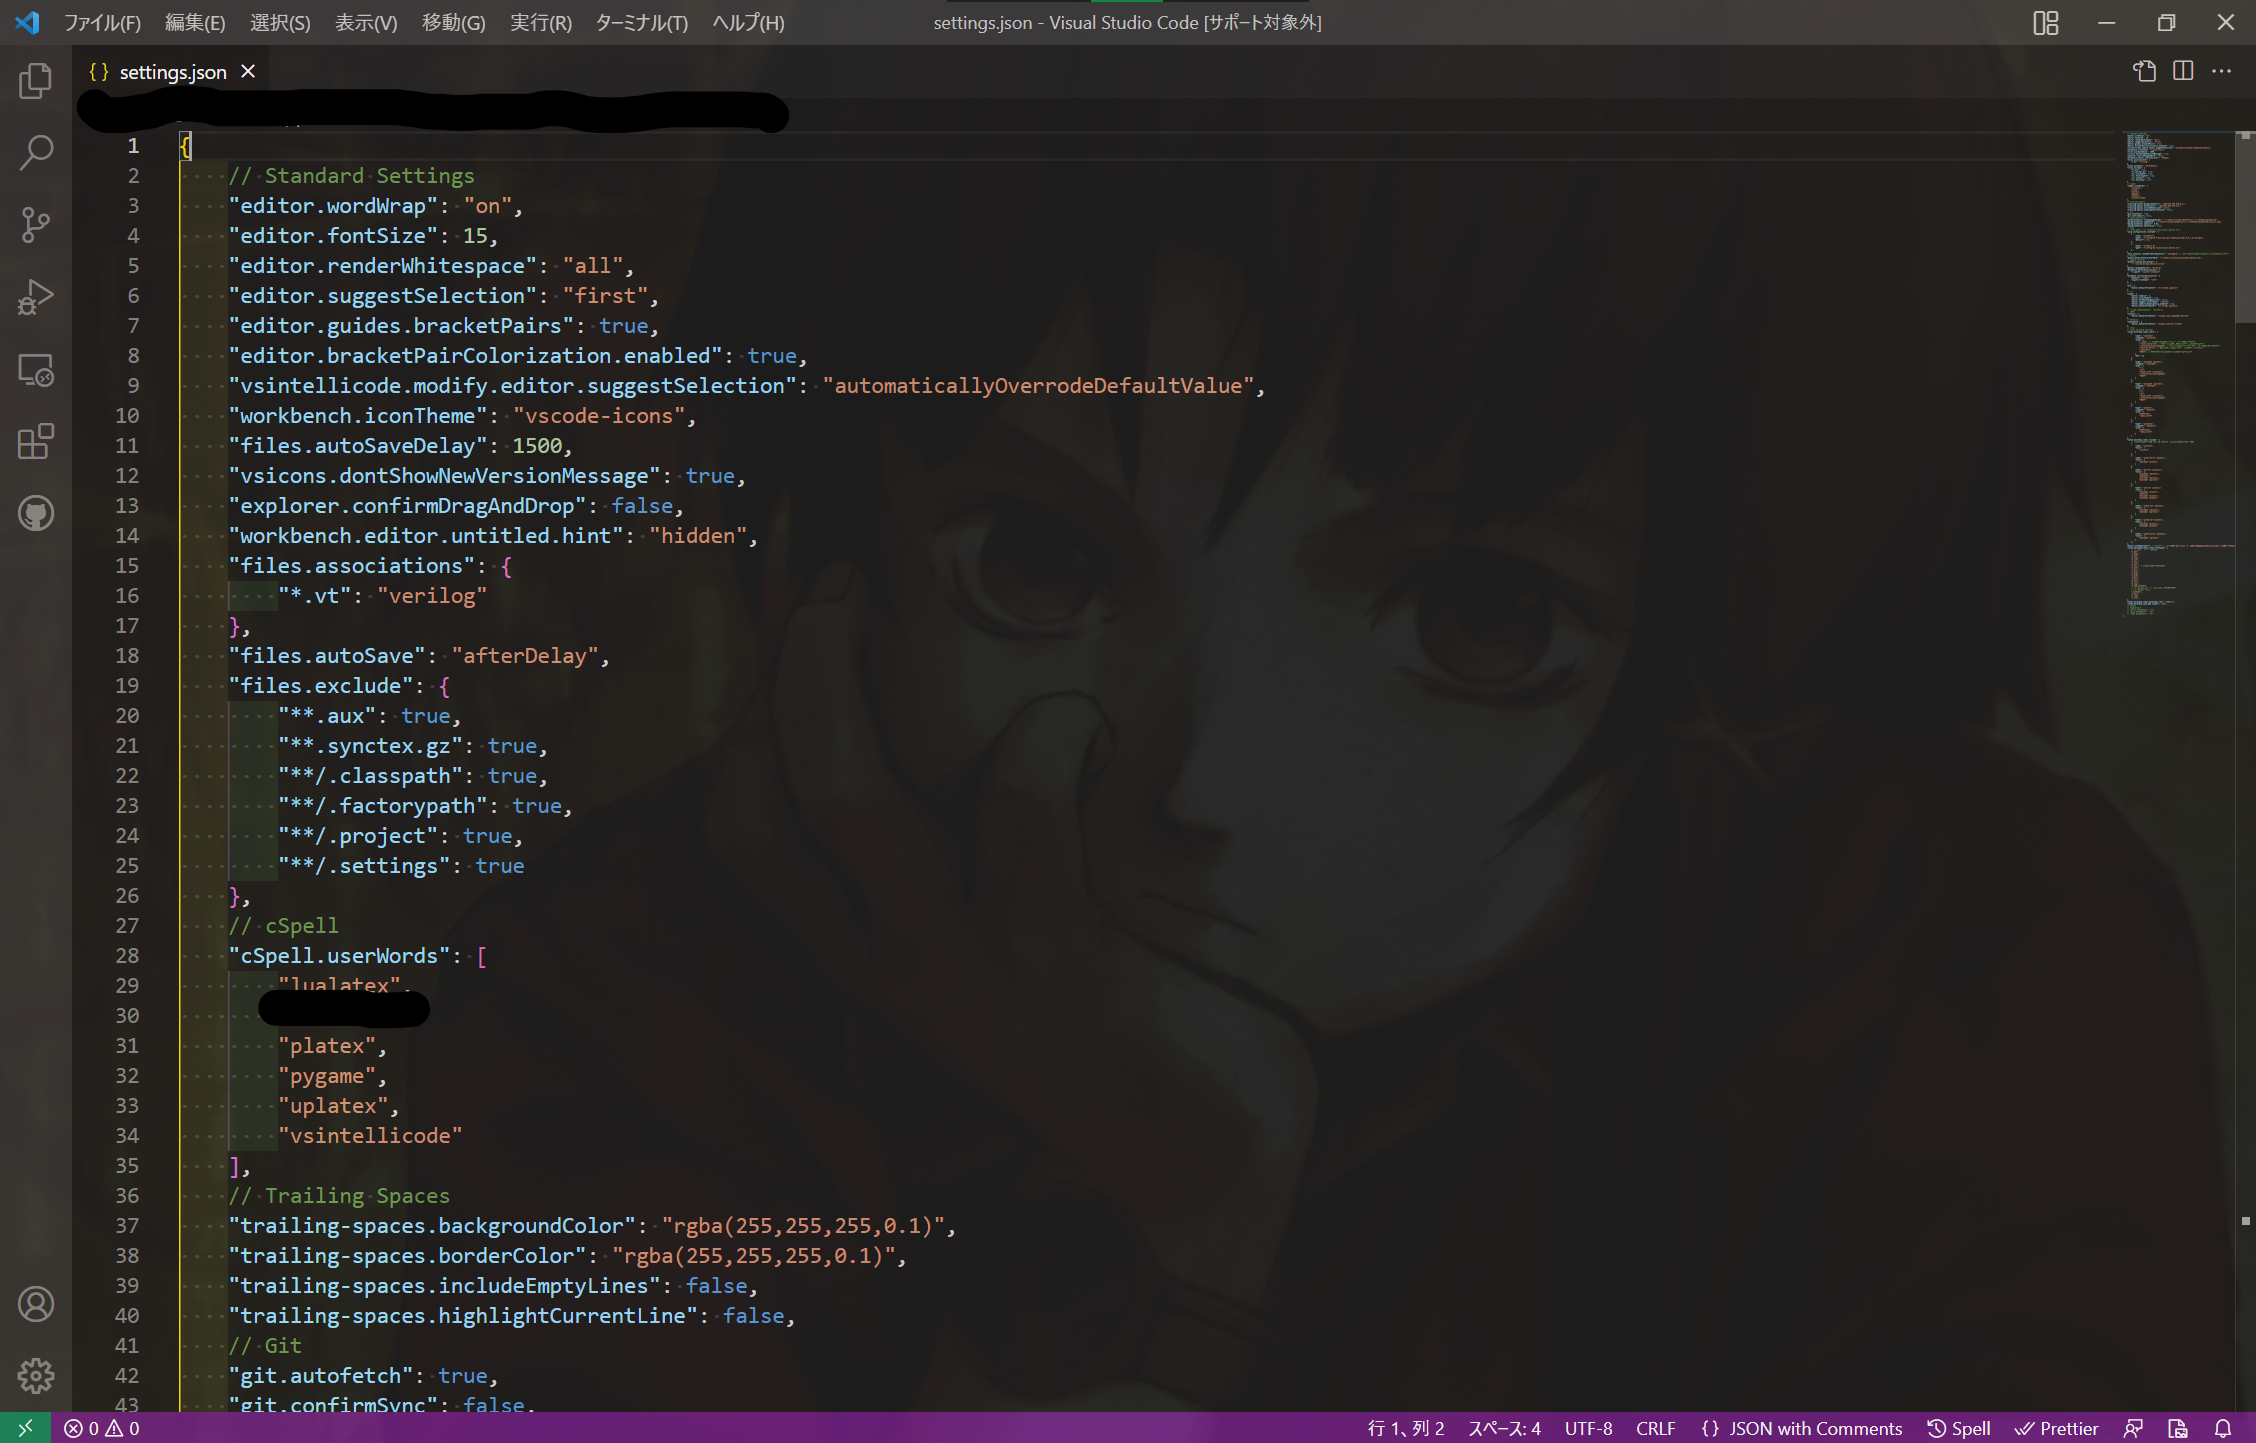 ファイル(F) 編集(E) 選択(S) 表示(V) 移動(G) 実行(R) ターミナル(T) ヘルプ(H) settings.json - Visual Studio Code [サポート対象外]
{} settings.json
1 {
2 // Standard Settings
3 "editor.wordWrap": "on",
4 "editor.fontSize": 15,
5 "editor.renderWhitespace": "all",
6 "editor.suggestSelection": "first",
7 "editor.guides.bracketPairs": true,
8 "editor.bracketPairColorization.enabled": true,
9 "vsintellicode.modify.editor.suggestSelection": "automaticallyOverrodeDefaultValue",
10 "workbench.iconTheme": "vscode-icons",
11 "files.autoSaveDelay": 1500,
12 "vsicons.dontShowNewVersionMessage": true,
13 "explorer.confirmDragAndDrop": false,
14 "workbench.editor.untitled.hint": "hidden",
15 "files.associations": {
16 "*.vt": "verilog"
17 },
18 "files.autoSave": "afterDelay",
19 "files.exclude": {
20 "**.aux": true,
21 "**.synctex.gz": true,
22 "**/.classpath": true,
23 "**/.factorypath": true,
24 "**/.project": true,
25 "**/.settings": true
26 },
27 // cSpell
28 "cSpell.userWords": [
29 "lualatex",
30
31 "platex",
32 "pygame",
33 "uplatex",
34 "vsintellicode"
35 ],
36 // Trailing Spaces
37 "trailing-spaces.backgroundColor": "rgba(255,255,255,0.1)",
38 "trailing-spaces.borderColor": "rgba(255,255,255,0.1)",
39 "trailing-spaces.includeEmptyLines": false,
40 "trailing-spaces.highlightCurrentLine": false,
41 // Git
42 "git.autofetch": true,
43 "git.confirmSync": false,
0 0 行 1、列 2 スペース: 4 UTF-8 CRLF {} JSON with Comments Spell Prettier